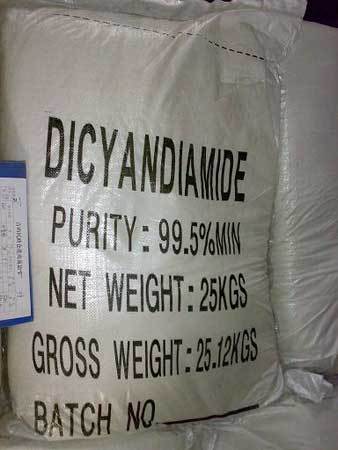 DICYANDIAMIDE
PURITY: 99.5%MIN
NET WEIGHT: 25KGS
GROSS WEIGHT: 25.12KGS
BATCH NO